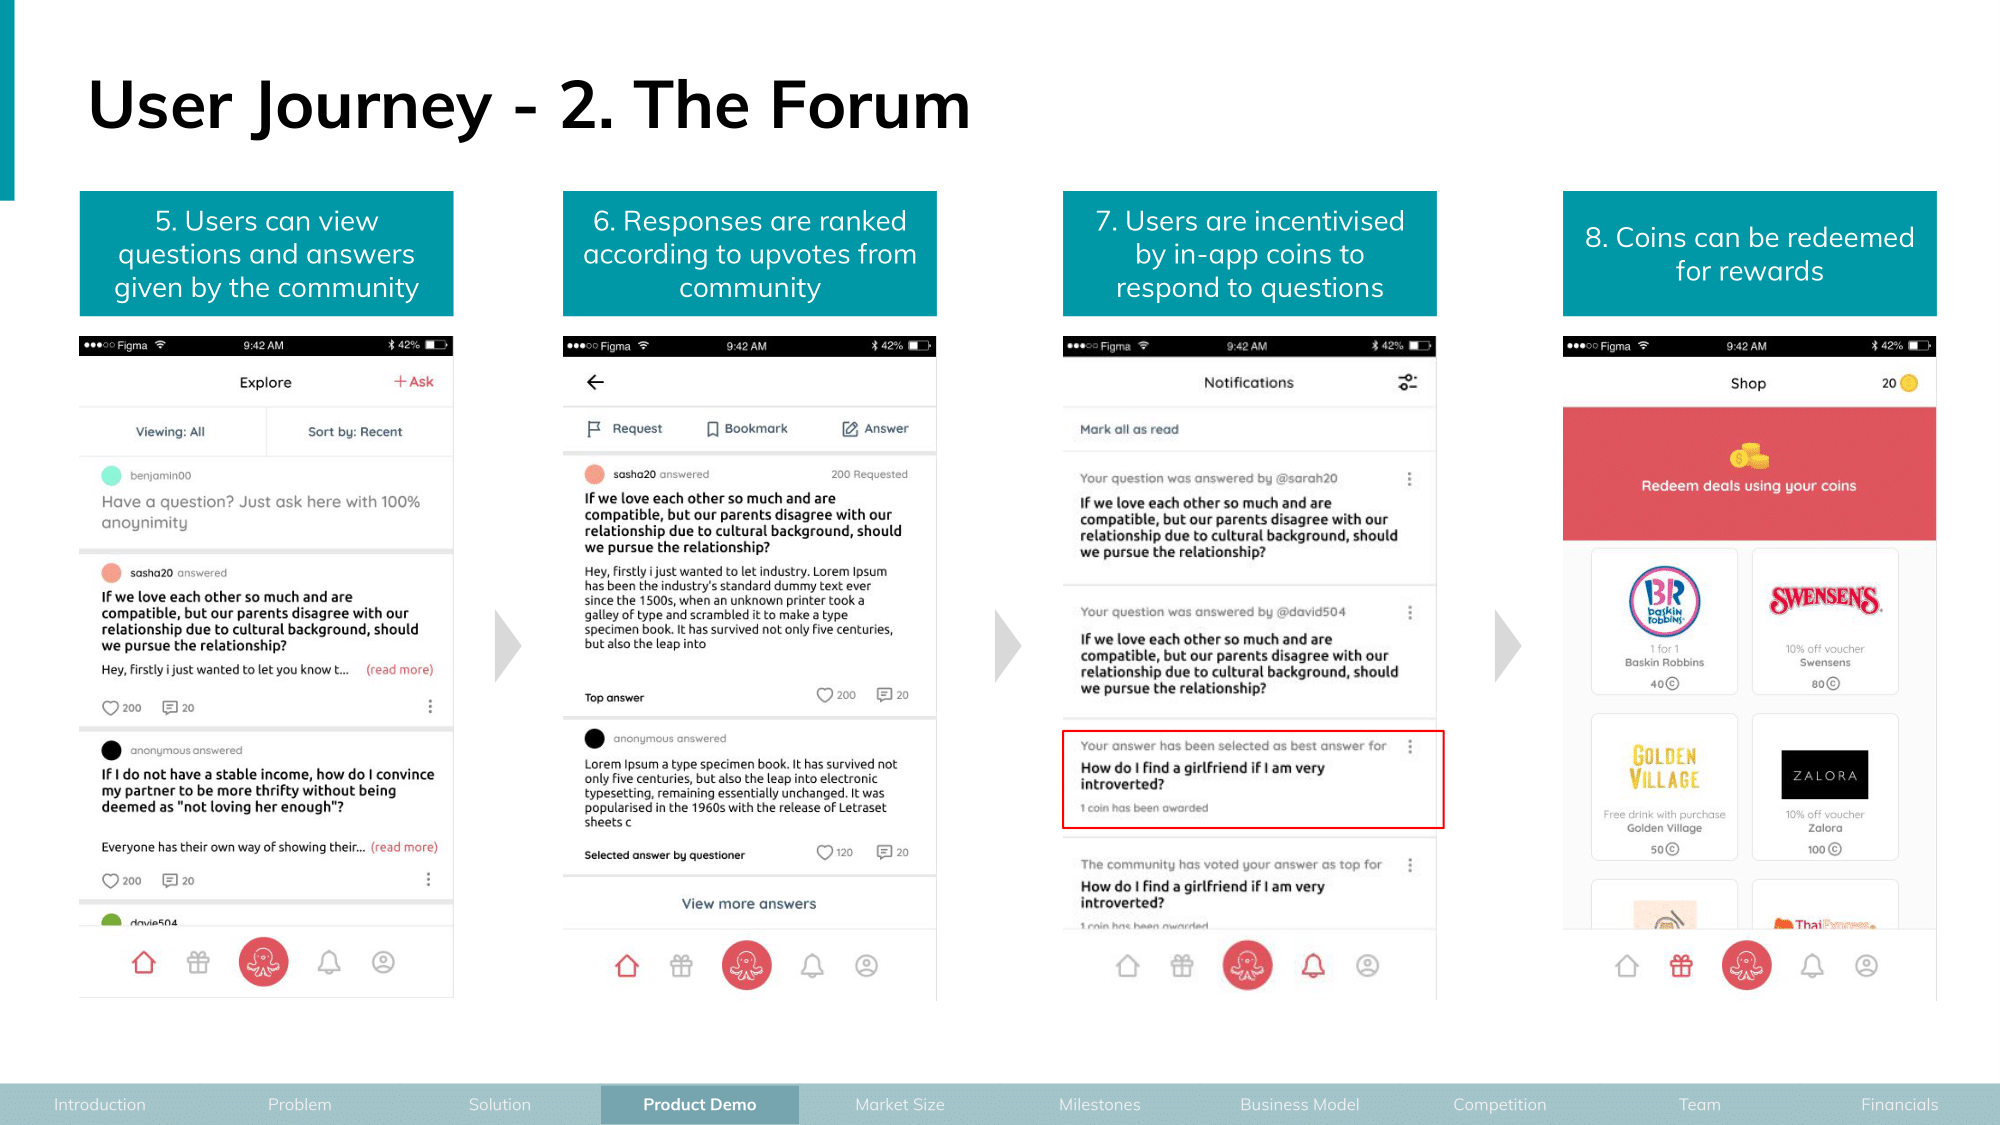 User Journey - 2. The Forum
5. Users can view
questions and answers
given by the community
6. Responses are ranked
according to upvotes from
community
7. Users are incentivised
by in-app coins to
respond to questions
8. Coins can be redeemed
for rewards
Figma 9:42 AM 42%
Explore + Ask
Viewing: All Sort by: Recent
benjamin00
Have a question? Just ask here with 100%
anoynimity
sasha20 answered
If we love each other so much and are
compatible, but our parents disagree with our
relationship due to cultural background, should
we pursue the relationship?
Hey, firstly i just wanted to let you know t... (read more)
200 20
anonymous answered
If I do not have a stable income, how do I convince
my partner to be more thrifty without being
deemed as "not loving her enough"?
Everyone has their own way of showing their... (read more)
200 20
davie504
Figma 9:42 AM 42%
Request Bookmark Answer
sasha20 answered 200 Requested
If we love each other so much and are
compatible, but our parents disagree with our
relationship due to cultural background, should
we pursue the relationship?
Hey, firstly i just wanted to let industry. Lorem Ipsum
has been the industry's standard dummy text ever
since the 1500s, when an unknown printer took a
galley of type and scrambled it to make a type
specimen book. It has survived not only five centuries,
but also the leap into
Top answer 200 20
anonymous answered
Lorem Ipsum a type specimen book. It has survived not
only five centuries, but also the leap into electronic
typesetting, remaining essentially unchanged. It was
popularised in the 1960s with the release of Letraset
sheets c
Selected answer by questioner 120 20
View more answers
Figma 9:42 AM 42%
Notifications
Mark all as read
Your question was answered by @sarah20
If we love each other so much and are
compatible, but our parents disagree with our
relationship due to cultural background, should
we pursue the relationship?
Your question was answered by @david504
If we love each other so much and are
compatible, but our parents disagree with our
relationship due to cultural background, should
we pursue the relationship?
Your answer has been selected as best answer for
How do I find a girlfriend if I am very
introverted?
1 coin has been awarded
The community has voted your answer as top for
How do I find a girlfriend if I am very
introverted?
1 coin has been awarded
Figma 9:42 AM 42%
Shop 20
Redeem deals using your coins
BR
baskin
robbins
1 for 1
Baskin Robbins
40 C
SWENSEN'S
10% off voucher
Swensens
80 C
GOLDEN
VILLAGE
Free drink with purchase
Golden Village
50 C
ZALORA
10% off voucher
Zalora
100 C
ThaiExpress
Introduction Problem Solution Product Demo Market Size Milestones Business Model Competition Team Financials